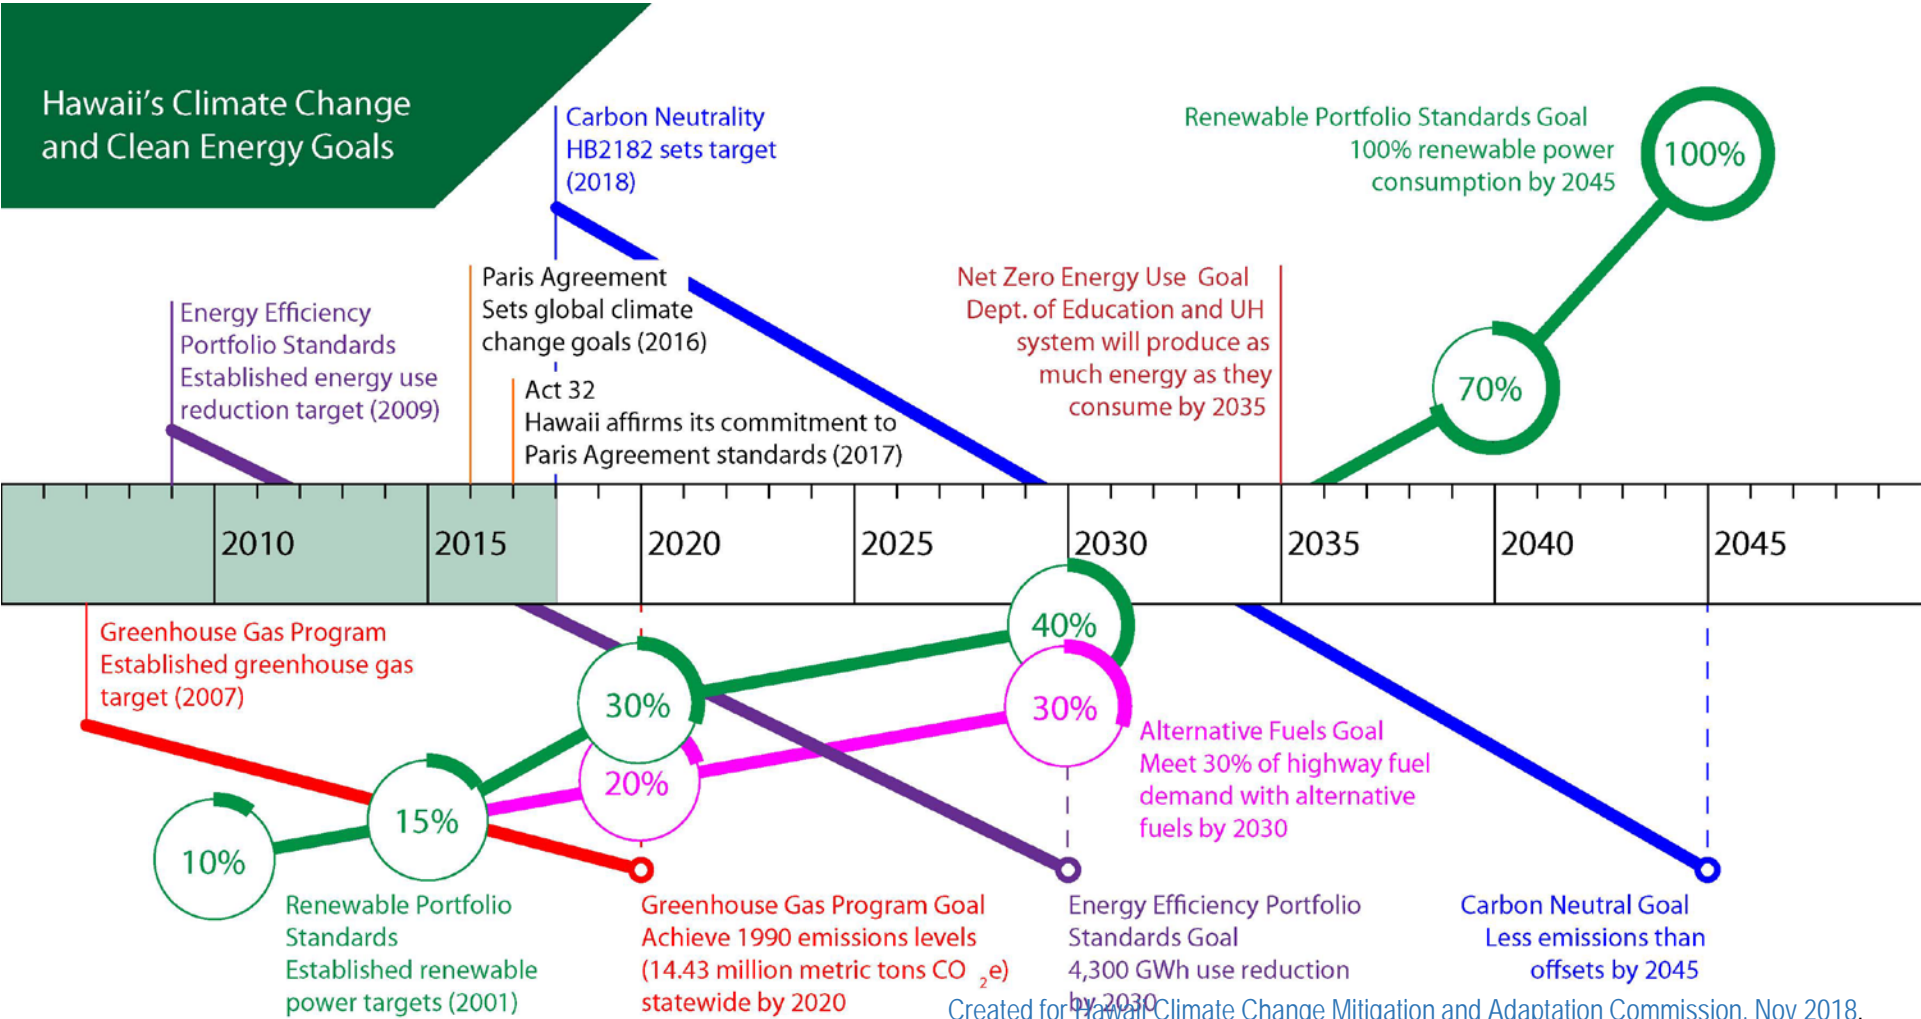 Hawaii's Climate Change
and Clean Energy Goals
Carbon Neutrality
HB2182 sets target
(2018)
Renewable Portfolio Standards Goal
100% renewable power
consumption by 2045
100%
Paris Agreement
Sets global climate
change goals (2016)
Net Zero Energy Use Goal
Dept. of Education and UH
system will produce as
much energy as they
consume by 2035
Energy Efficiency
Portfolio Standards
Established energy use
reduction target (2009)
Act 32
Hawaii affirms its commitment to
Paris Agreement standards (2017)
70%
2010
2015
2020
2025
2030
2035
2040
2045
Greenhouse Gas Program
Established greenhouse gas
target (2007)
40%
30%
30%
20%
15%
10%
Alternative Fuels Goal
Meet 30% of highway fuel
demand with alternative
fuels by 2030
Renewable Portfolio
Standards
Established renewable
power targets (2001)
Greenhouse Gas Program Goal
Achieve 1990 emissions levels
(14.43 million metric tons CO 2e)
statewide by 2020
Energy Efficiency Portfolio
Standards Goal
4,300 GWh use reduction
by 2030
Carbon Neutral Goal
Less emissions than
offsets by 2045
Created for Hawaii Climate Change Mitigation and Adaptation Commission, Nov 2018.